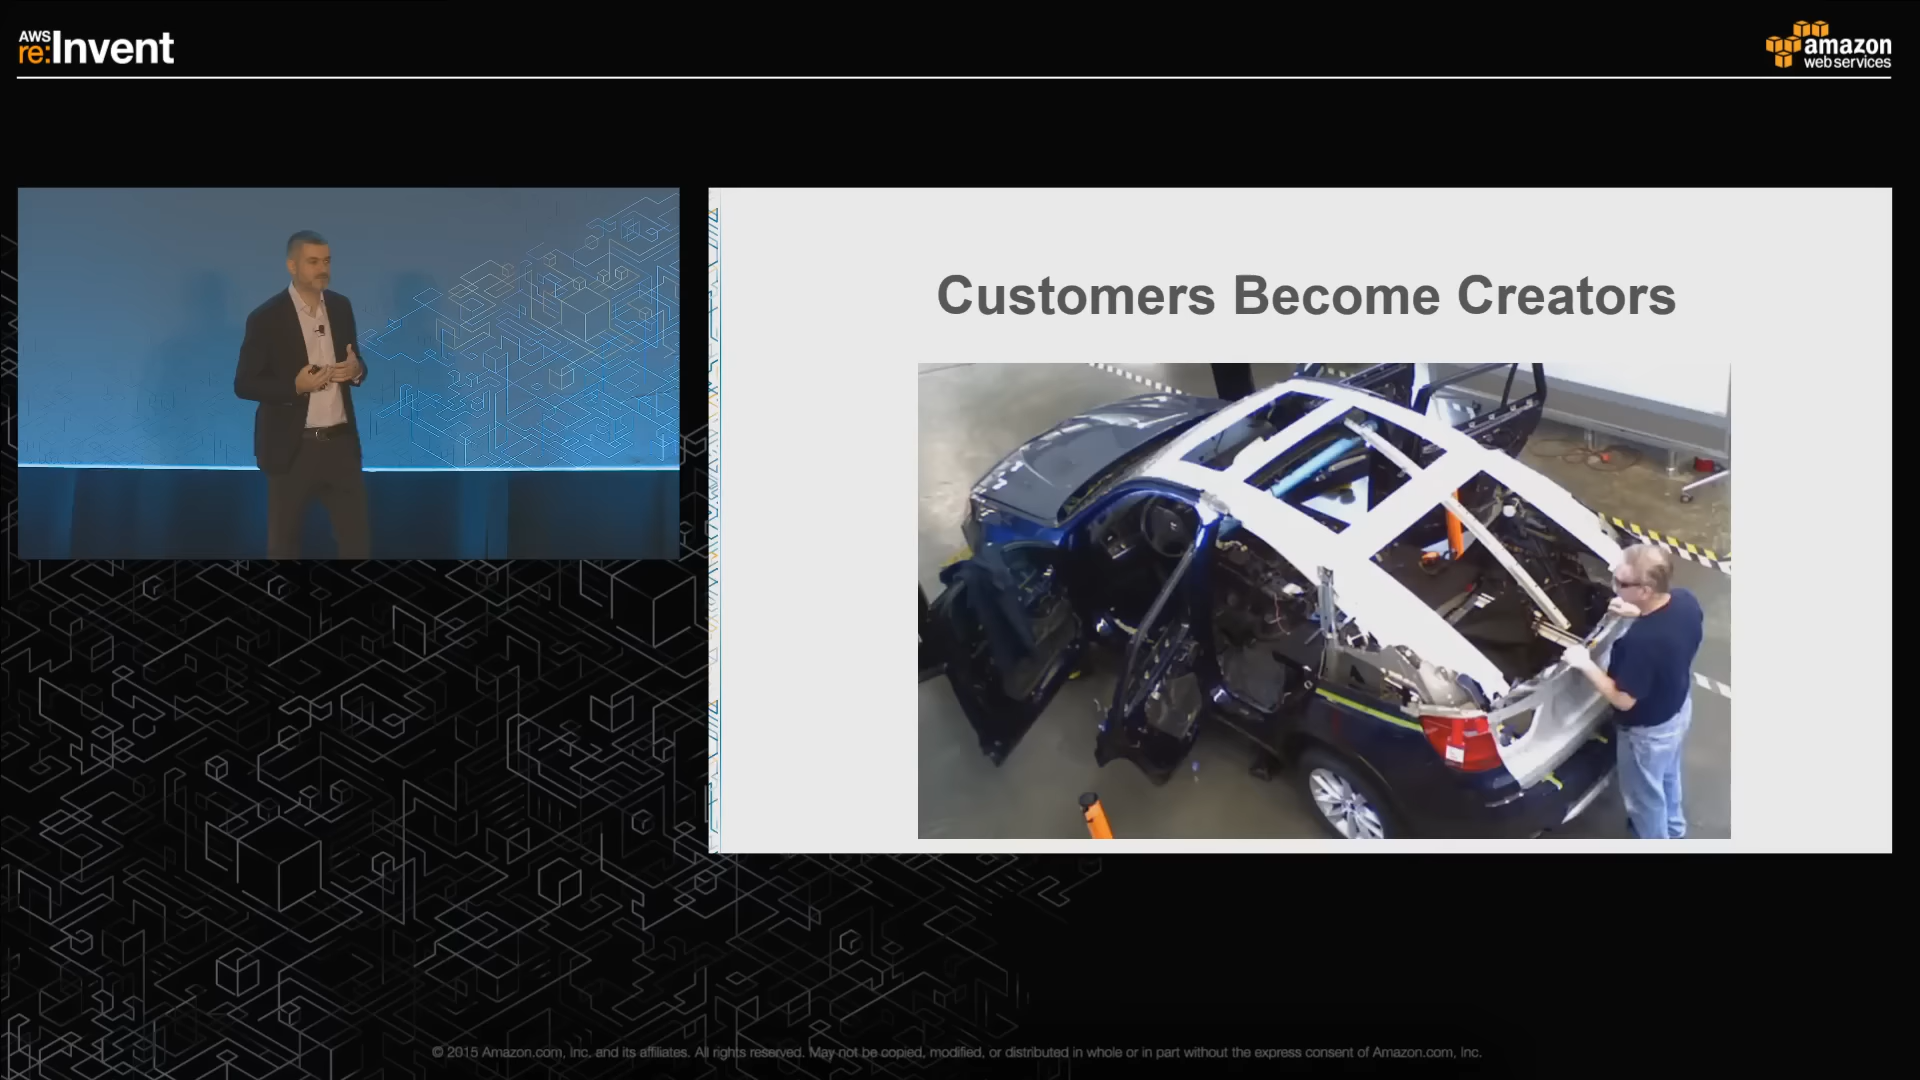 AWS
re:Invent
amazon
web services
Customers Become Creators
© 2015 Amazon.com, Inc. and its affiliates. All rights reserved. May not be copied, modified, or distributed in whole or in part without the express consent of Amazon.com, Inc.